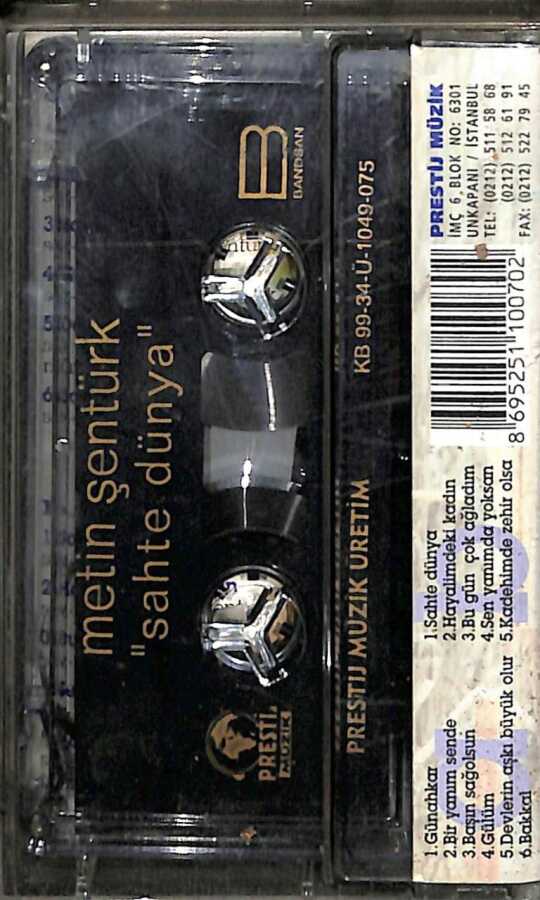 metin şentürk
"sahte dünya"
BANDSAN
PRESTİJ MÜZİK ÜRETİM
KB 99-34-Ü-1049-075
1.Günahkar
2.Bir yanım sende
3.Başın sağolsun
4.Gülüm
5.Devlerin aşkı büyük olur
6.Bakkal
1.Sahte dünya
2.Hayalimdeki kadın
3.Bu gün çok ağladım
4.Sen yanımda yoksan
5.Kadehimde zehir olsa
8 695251 100702
PRESTİJ MÜZİK
İMÇ 6.BLOK NO: 6301
UNKAPANI / İSTANBUL
TEL: (0212) 511 58 68
(0212) 512 61 91
FAX: (0212) 522 79 45